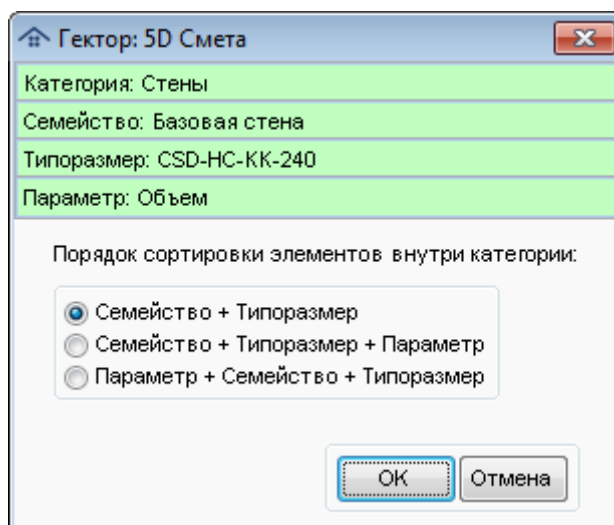 Гектор: 5D Смета
Категория: Стены
Семейство: Базовая стена
Типоразмер: CSD-НС-КК-240
Параметр: Объем
Порядок сортировки элементов внутри категории:
Семейство + Типоразмер
Семейство + Типоразмер + Параметр
Параметр + Семейство + Типоразмер
OK
Отмена